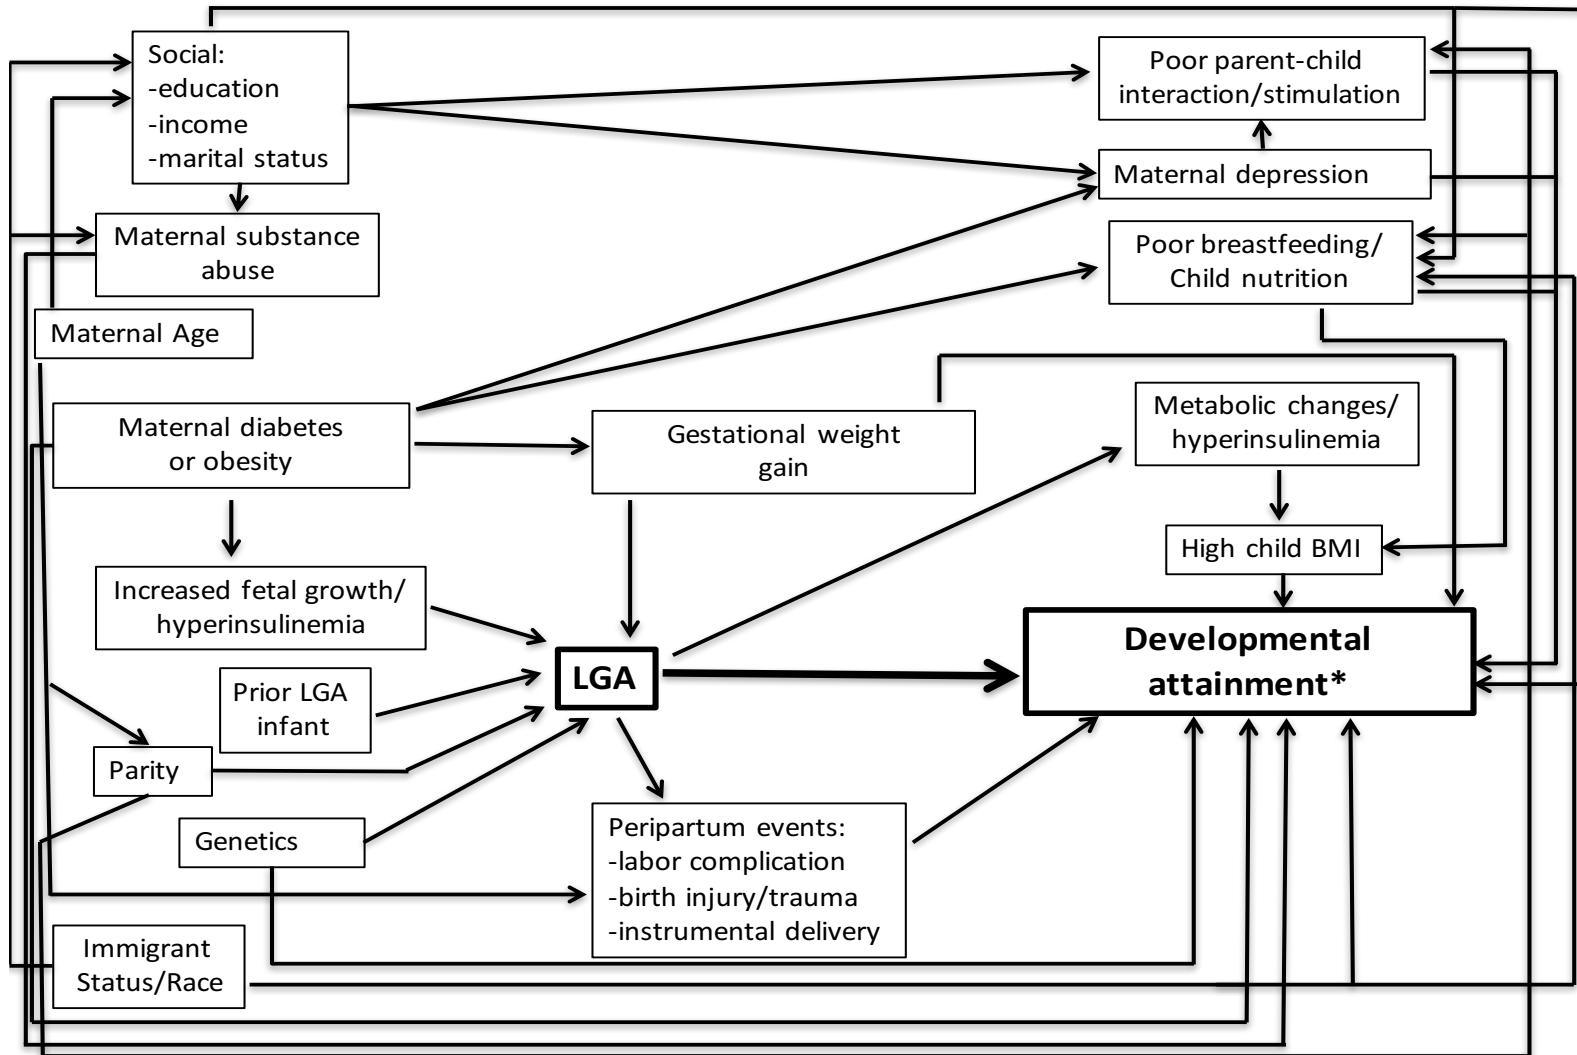 Social:
-education
-income
-marital status
Poor parent-child
interaction/stimulation
Maternal depression
Maternal substance
abuse
Poor breastfeeding/
Child nutrition
Maternal Age
Maternal diabetes
or obesity
Gestational weight
gain
Metabolic changes/
hyperinsulinemia
High child BMI
Increased fetal growth/
hyperinsulinemia
LGA
Developmental
attainment*
Prior LGA
infant
Parity
Genetics
Peripartum events:
-labor complication
-birth injury/trauma
-instrumental delivery
Immigrant
Status/Race